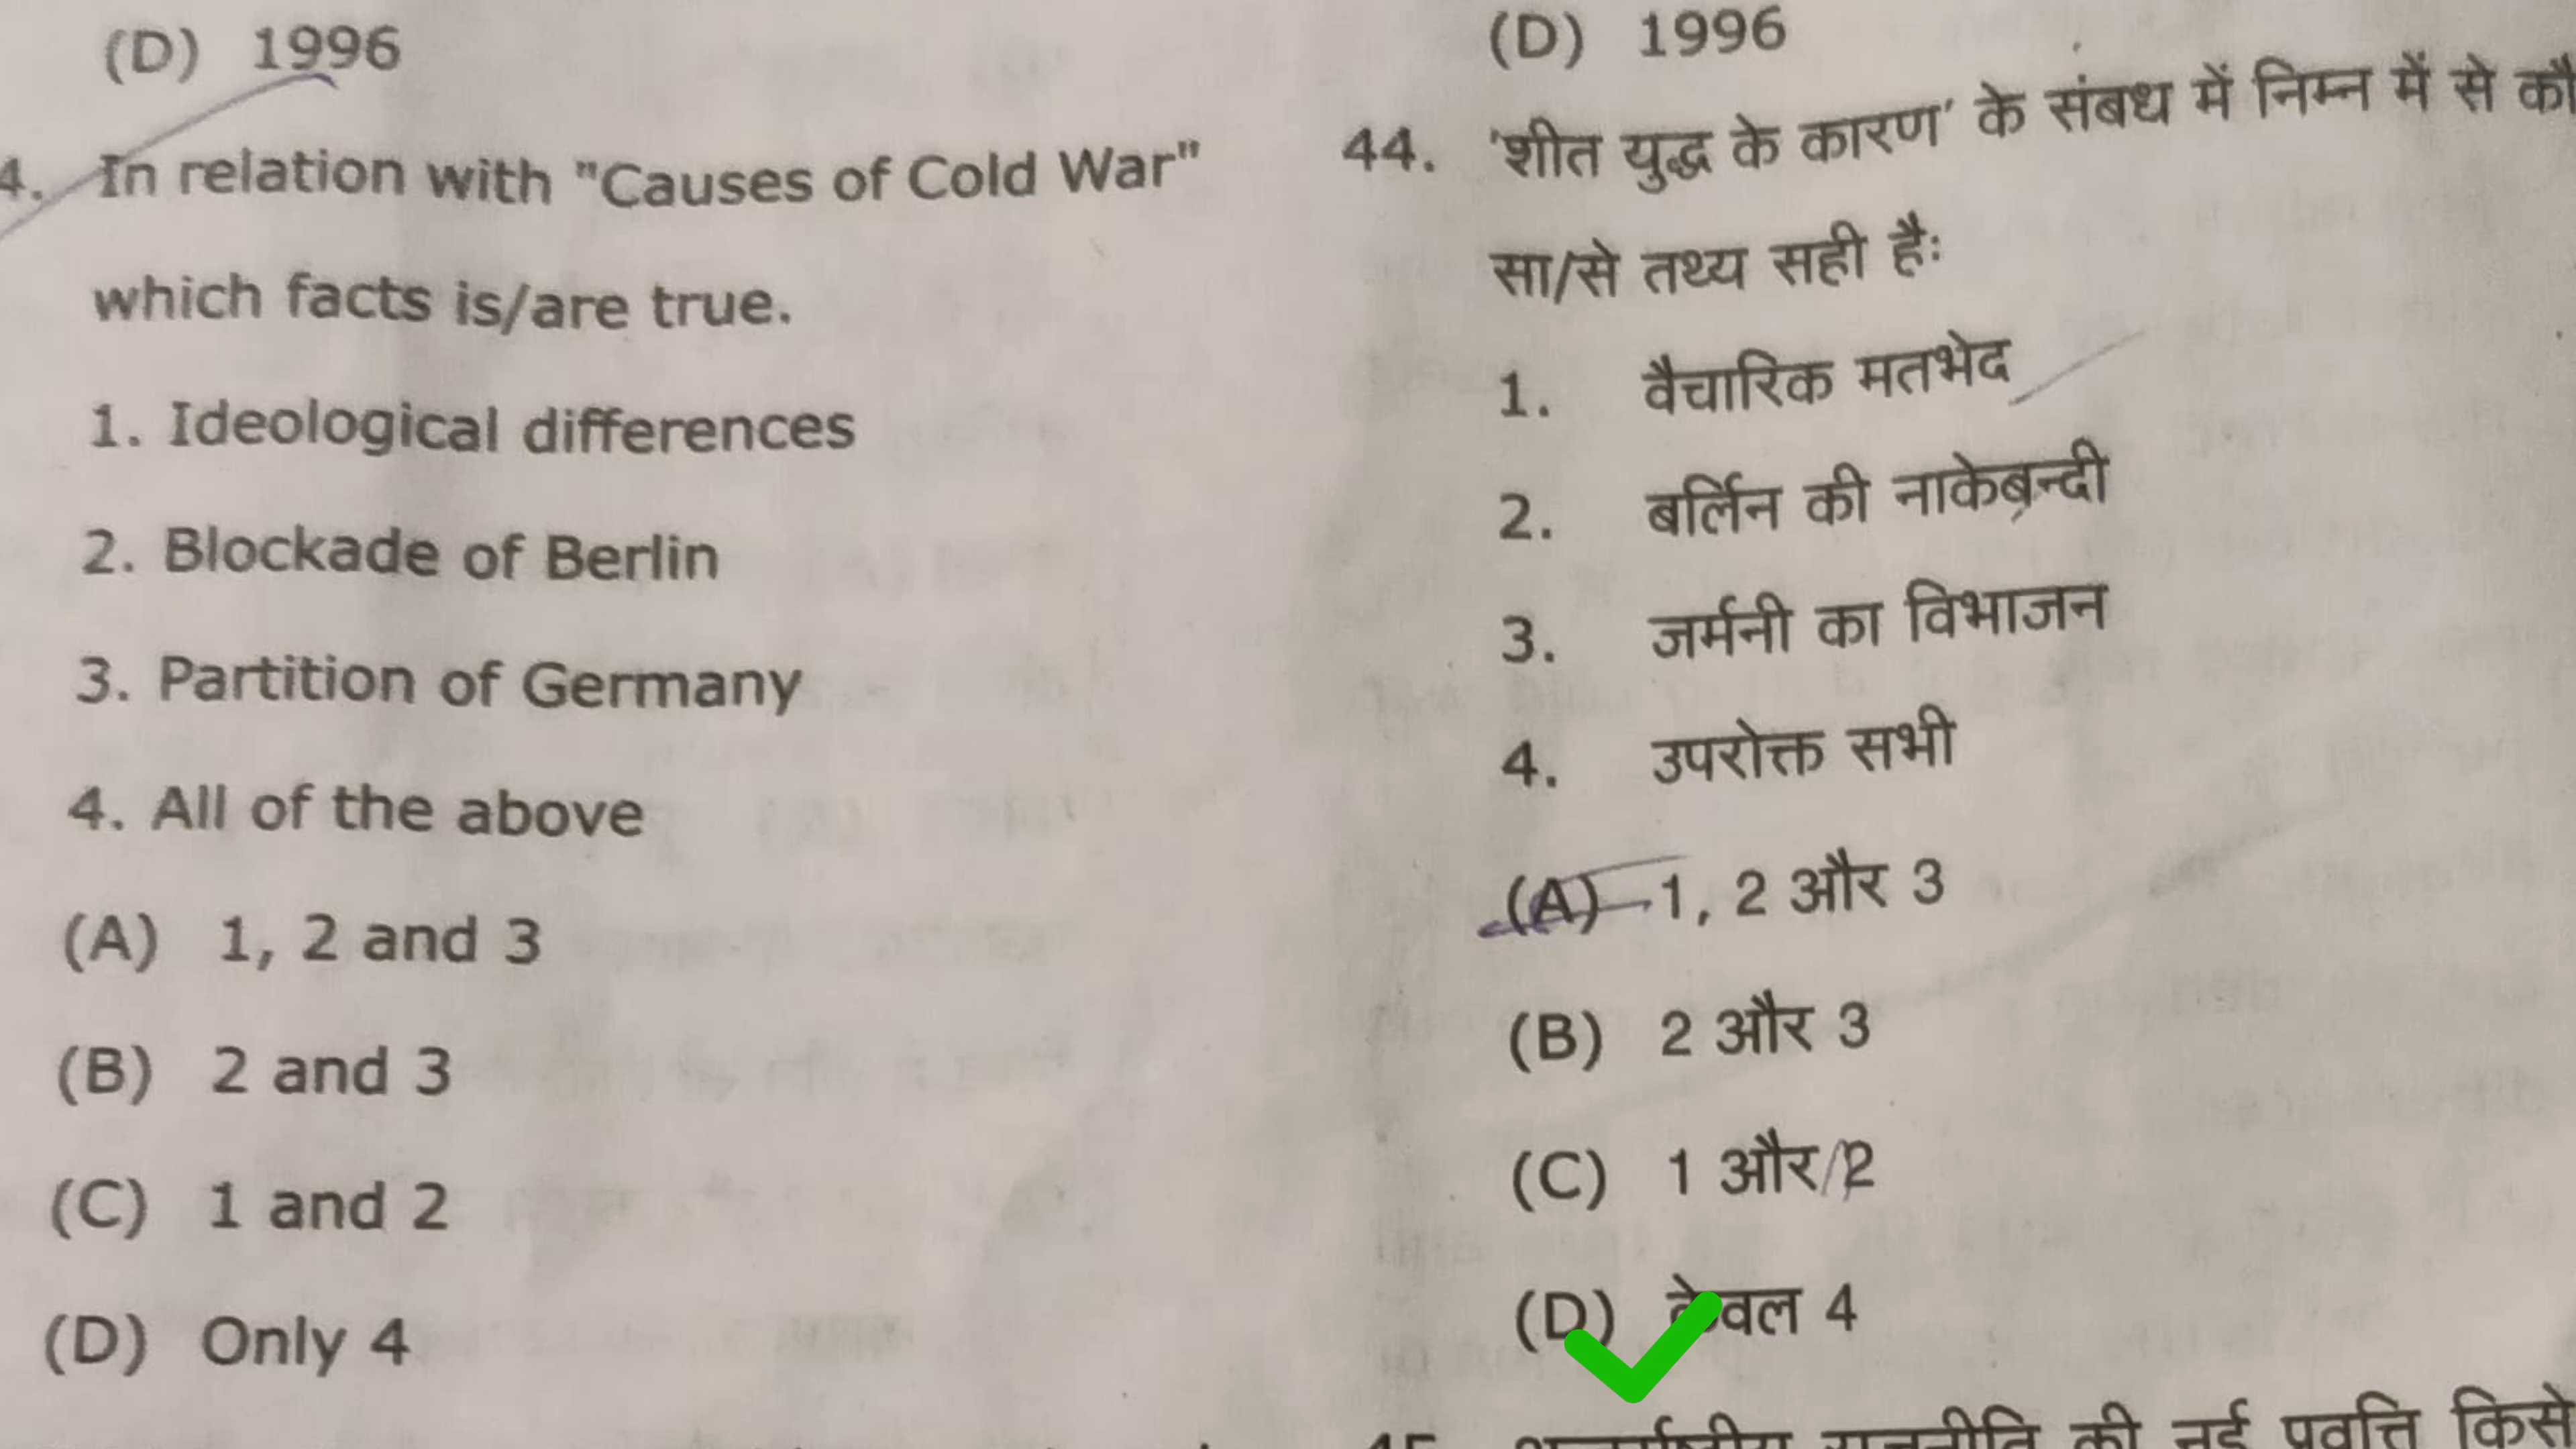 (D) 1996
4. In relation with "Causes of Cold War"
which facts is/are true.
1. Ideological differences
2. Blockade of Berlin
3. Partition of Germany
4. All of the above
(A) 1, 2 and 3
(B) 2 and 3
(C) 1 and 2
(D) Only 4
(D) 1996
44. 'शीत युद्ध के कारण' के संबध में निम्न में से कौ
सा/से तथ्य सही हैः
1. वैचारिक मतभेद
2. बर्लिन की नाकेबन्दी
3. जर्मनी का विभाजन
4. उपरोक्त सभी
(A) 1, 2 और 3
(B) 2 और 3
(C) 1 और 2
(D) केवल 4
राजनीति की नई प्रवृत्ति किसे